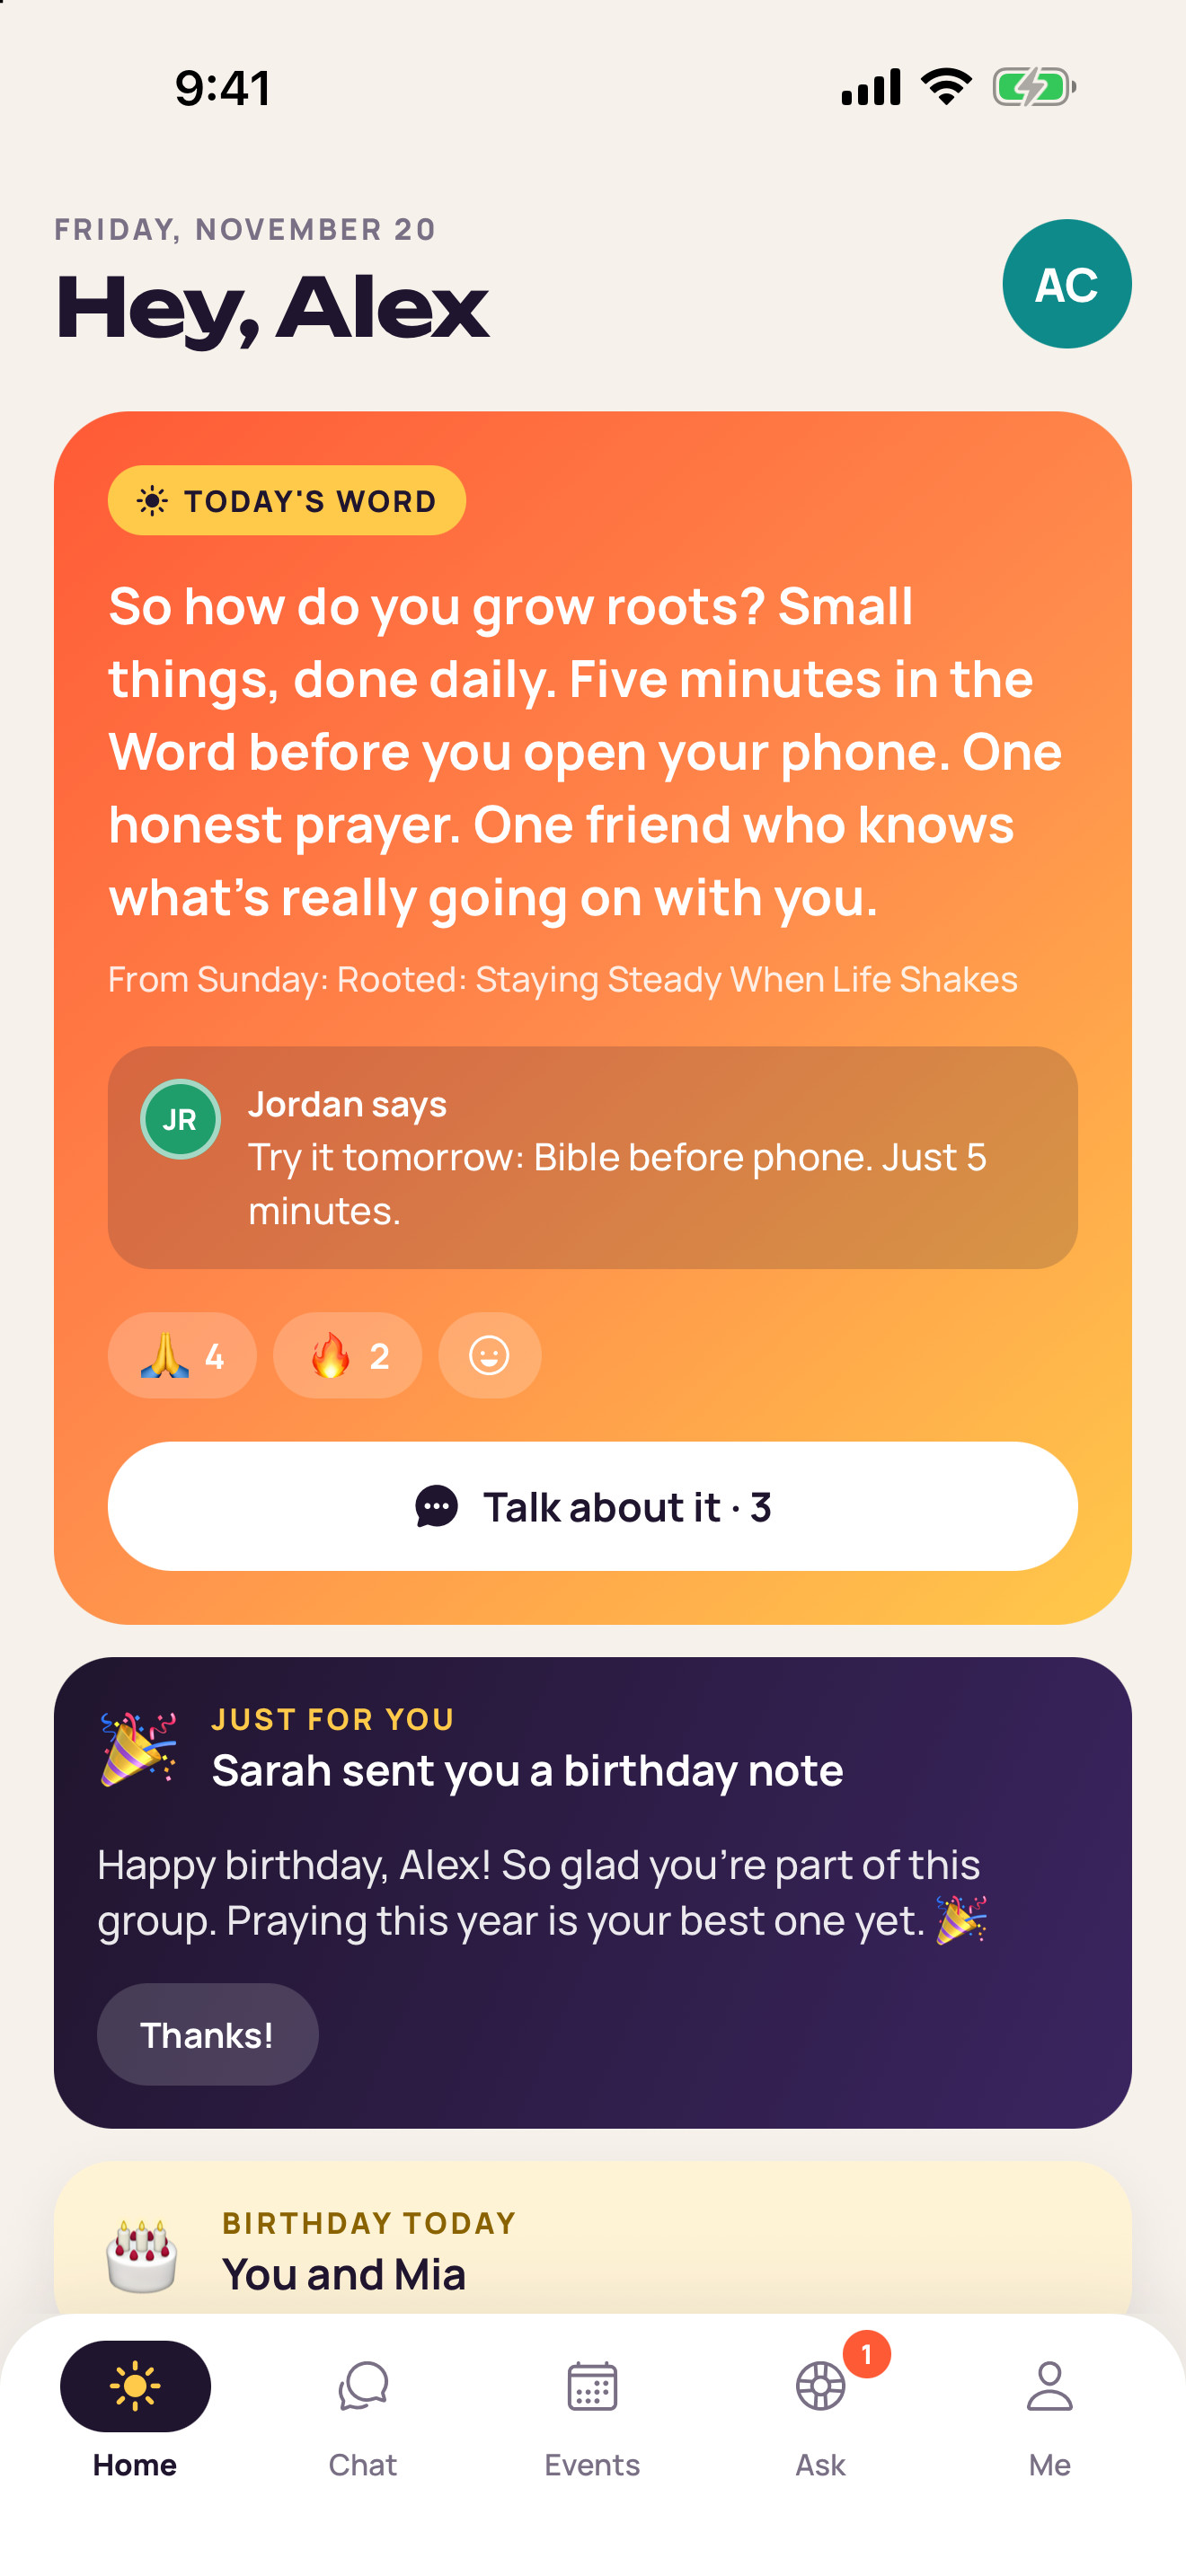 9:41
FRIDAY, NOVEMBER 20
Hey, Alex
AC
TODAY'S WORD
So how do you grow roots? Small
things, done daily. Five minutes in the
Word before you open your phone. One
honest prayer. One friend who knows
what’s really going on with you.
From Sunday: Rooted: Staying Steady When Life Shakes
JR
Jordan says
Try it tomorrow: Bible before phone. Just 5
minutes.
🙏 4 🔥 2
Talk about it · 3
JUST FOR YOU
Sarah sent you a birthday note
Happy birthday, Alex! So glad you’re part of this
group. Praying this year is your best one yet. 🎉
Thanks!
BIRTHDAY TODAY
You and Mia
1
Home Chat Events Ask Me